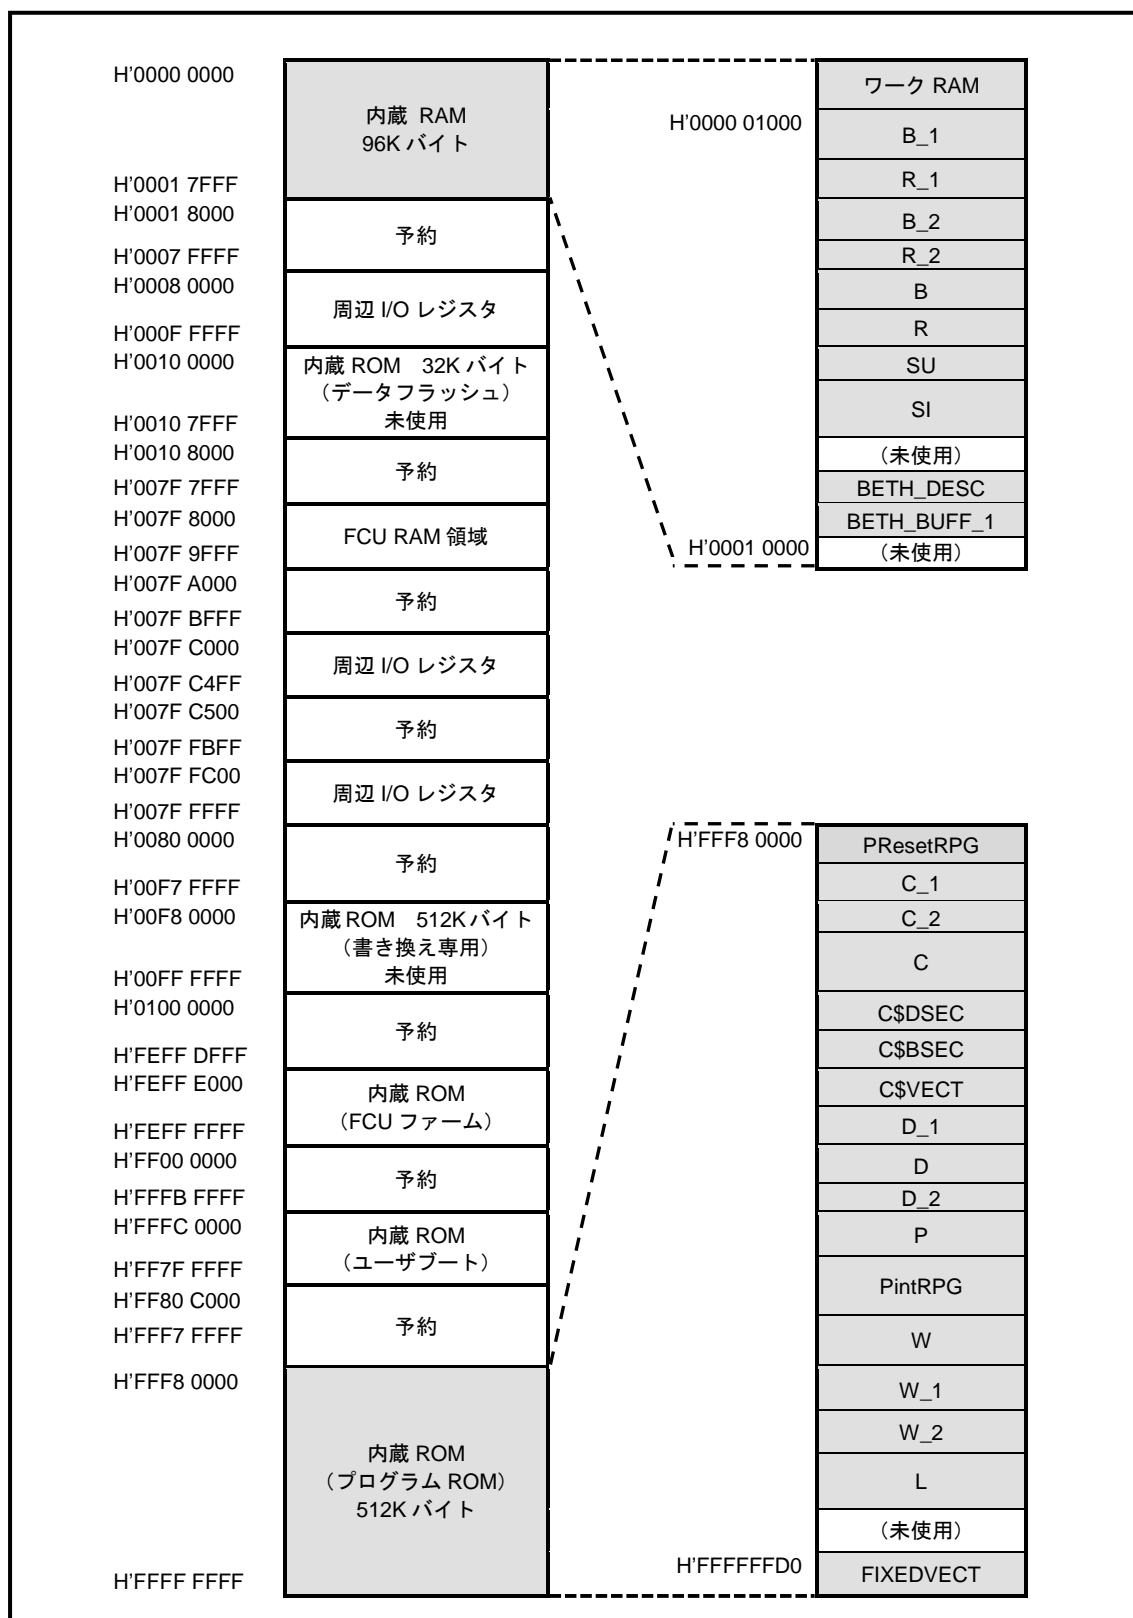 H'0000 0000
内蔵 RAM
96K バイト
H'0001 7FFF
H'0001 8000
予約
H'0007 FFFF
H'0008 0000
周辺 I/O レジスタ
H'000F FFFF
H'0010 0000
内蔵 ROM 32K バイト
（データフラッシュ）
未使用
H'0010 7FFF
H'0010 8000
予約
H'007F 7FFF
H'007F 8000
FCU RAM 領域
H'007F 9FFF
H'007F A000
予約
H'007F BFFF
H'007F C000
周辺 I/O レジスタ
H'007F C4FF
H'007F C500
予約
H'007F FBFF
H'007F FC00
周辺 I/O レジスタ
H'007F FFFF
H'0080 0000
予約
H'00F7 FFFF
H'00F8 0000
内蔵 ROM 512K バイト
（書き換え専用）
未使用
H'00FF FFFF
H'0100 0000
予約
H'FEFF DFFF
H'FEFF E000
内蔵 ROM
（FCU ファーム）
H'FEFF FFFF
H'FF00 0000
予約
H'FFFB FFFF
H'FFFC 0000
内蔵 ROM
（ユーザブート）
H'FF7F FFFF
H'FF80 C000
予約
H'FFF7 FFFF
H'FFF8 0000
内蔵 ROM
（プログラム ROM）
512K バイト
H'FFFF FFFF
ワーク RAM
H'0000 01000
B_1
R_1
B_2
R_2
B
R
SU
SI
（未使用）
BETH_DESC
BETH_BUFF_1
H'0001 0000
（未使用）
H'FFF8 0000
PResetRPG
C_1
C_2
C
C$DSEC
C$BSEC
C$VECT
D_1
D
D_2
P
PintRPG
W
W_1
W_2
L
（未使用）
H'FFFFFFD0
FIXEDVECT